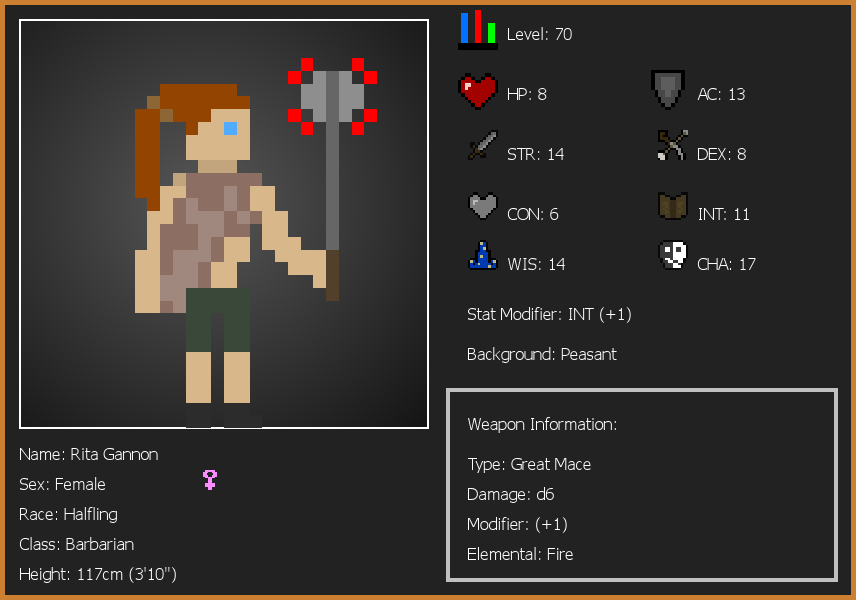 Level: 70
HP: 8
AC: 13
STR: 14
DEX: 8
CON: 6
INT: 11
WIS: 14
CHA: 17
Stat Modifier: INT (+1)
Background: Peasant
Weapon Information:
Type: Great Mace
Damage: d6
Modifier: (+1)
Elemental: Fire
Name: Rita Gannon
Sex: Female
Race: Halfling
Class: Barbarian
Height: 117cm (3'10")